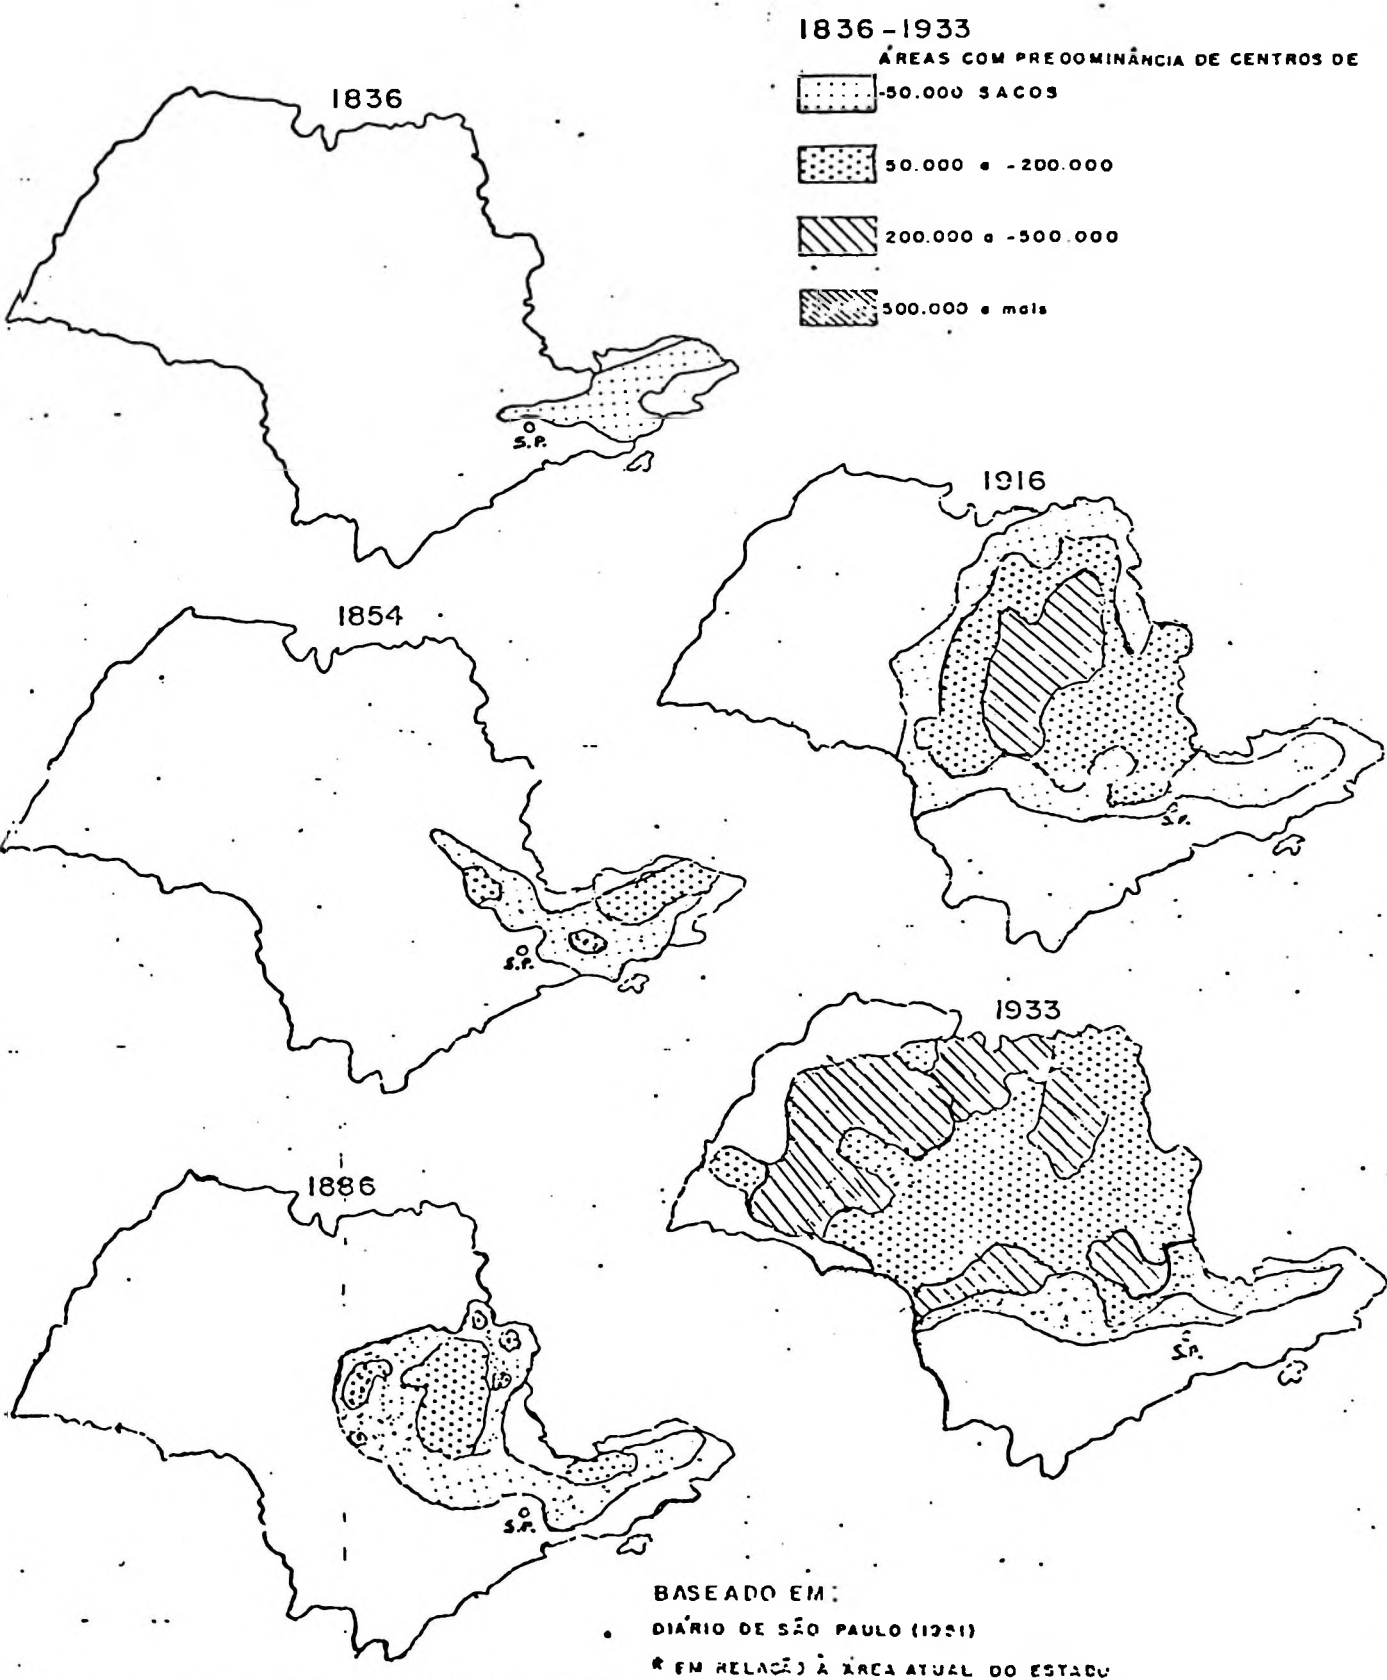 1836-1933
ÁREAS COM PREDOMINÂNCIA DE CENTROS DE
-50.000 SACOS
50.000 a -200.000
200.000 a -500.000
500.000 e mais
1836
S.P.
1916
S.P.
1854
S.P.
1933
S.P.
1886
S.P.
BASEADO EM:
DIÁRIO DE SÃO PAULO
* EM RELAÇÃO À ÁREA ATUAL DO ESTADO